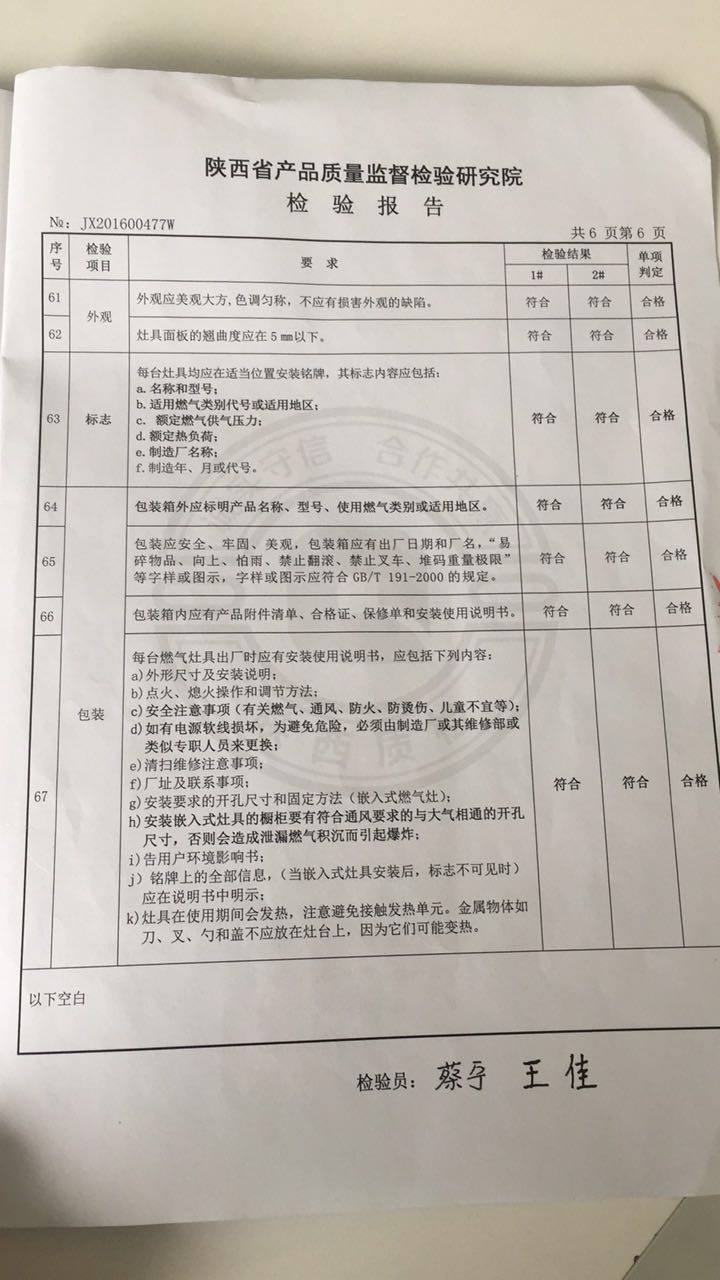 陕西省产品质量监督检验研究院
检 验 报 告
№: JX201600477W
共 6 页第 6 页
序号 检验项目 要 求 检验结果 单项判定
1# 2#
61 外观 外观应美观大方,色调匀称，不应有损害外观的缺陷。 符合 符合 合格
62 灶具面板的翘曲度应在 5 mm以下。 符合 符合 合格
63 标志 每台灶具均应在适当位置安装铭牌，其标志内容应包括：
a.名称和型号；
b.适用燃气类别代号或适用地区；
c. 额定燃气供气压力；
d.额定热负荷；
e.制造厂名称；
f.制造年、月或代号。
符合 符合 合格
64 包装箱外应标明产品名称、型号、使用燃气类别或适用地区。 符合 符合 合格
65 包装应安全、牢固、美观，包装箱应有出厂日期和厂名，“易
碎物品、向上、怕雨、禁止翻滚、禁止叉车、堆码重量极限”
等字样或图示，字样或图示应符合 GB/T 191-2000 的规定。
符合 符合 合格
66 包装箱内应有产品附件清单、合格证、保修单和安装使用说明书。 符合 符合 合格
67 包装 每台燃气灶具出厂时应有安装使用说明书，应包括下列内容：
a)外形尺寸及安装说明；
b)点火、熄火操作和调节方法；
c)安全注意事项（有关燃气、通风、防火、防烫伤、儿童不宜等）；
d)如有电源软线损坏，为避免危险，必须由制造厂或其维修部或
类似专职人员来更换；
e)清扫维修注意事项；
f)厂址及联系事项；
g)安装要求的开孔尺寸和固定方法（嵌入式燃气灶）；
h)安装嵌入式灶具的橱柜要有符合通风要求的与大气相通的开孔
尺寸，否则会造成泄漏燃气积沉而引起爆炸；
i)告用户环境影响书；
j) 铭牌上的全部信息，（当嵌入式灶具安装后，标志不可见时）
应在说明书中明示；
k)灶具在使用期间会发热，注意避免接触发热单元。金属物体如
刀、叉、勺和盖不应放在灶台上，因为它们可能变热。
符合 符合 合格
以下空白
检验员： 蔡 王 佳
守信 合作
西质